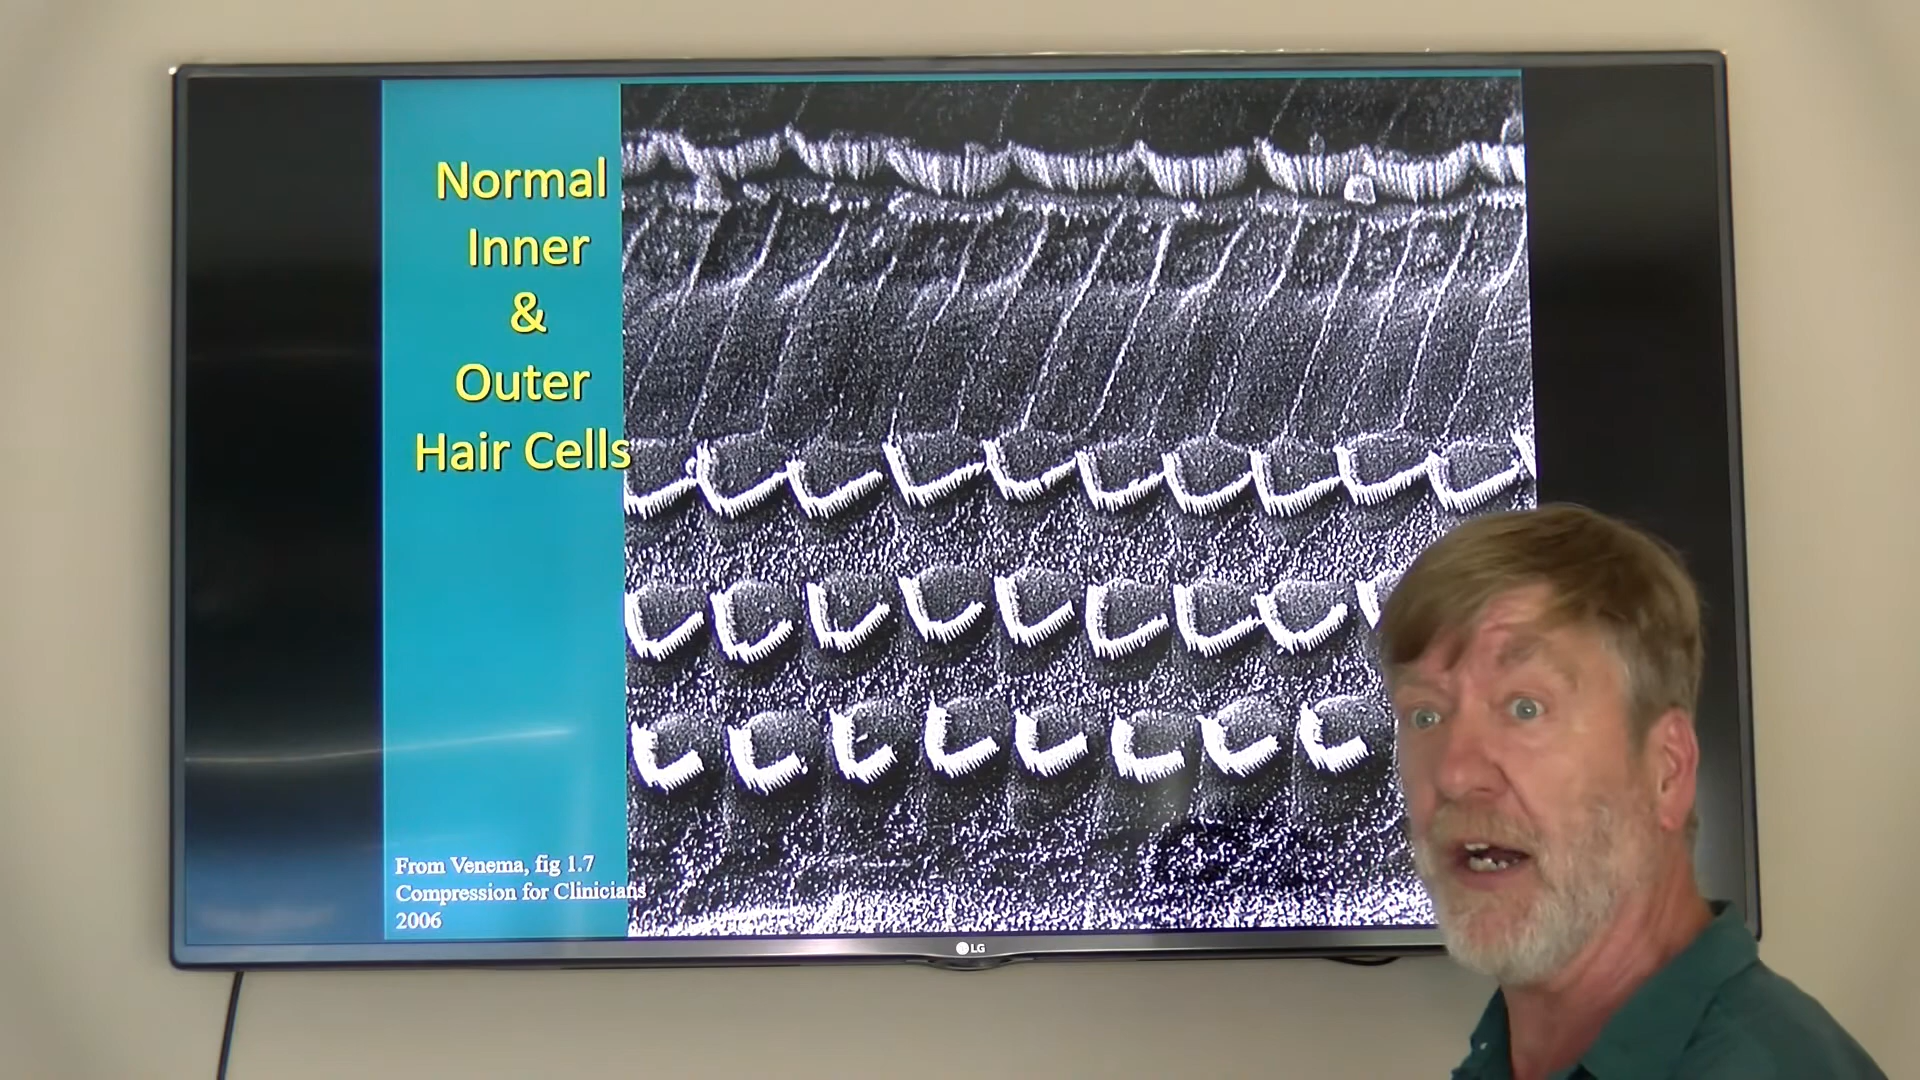 Normal
Inner
&
Outer
Hair Cells
From Venema, fig 1.7
Compression for Clinicians
2006
LG